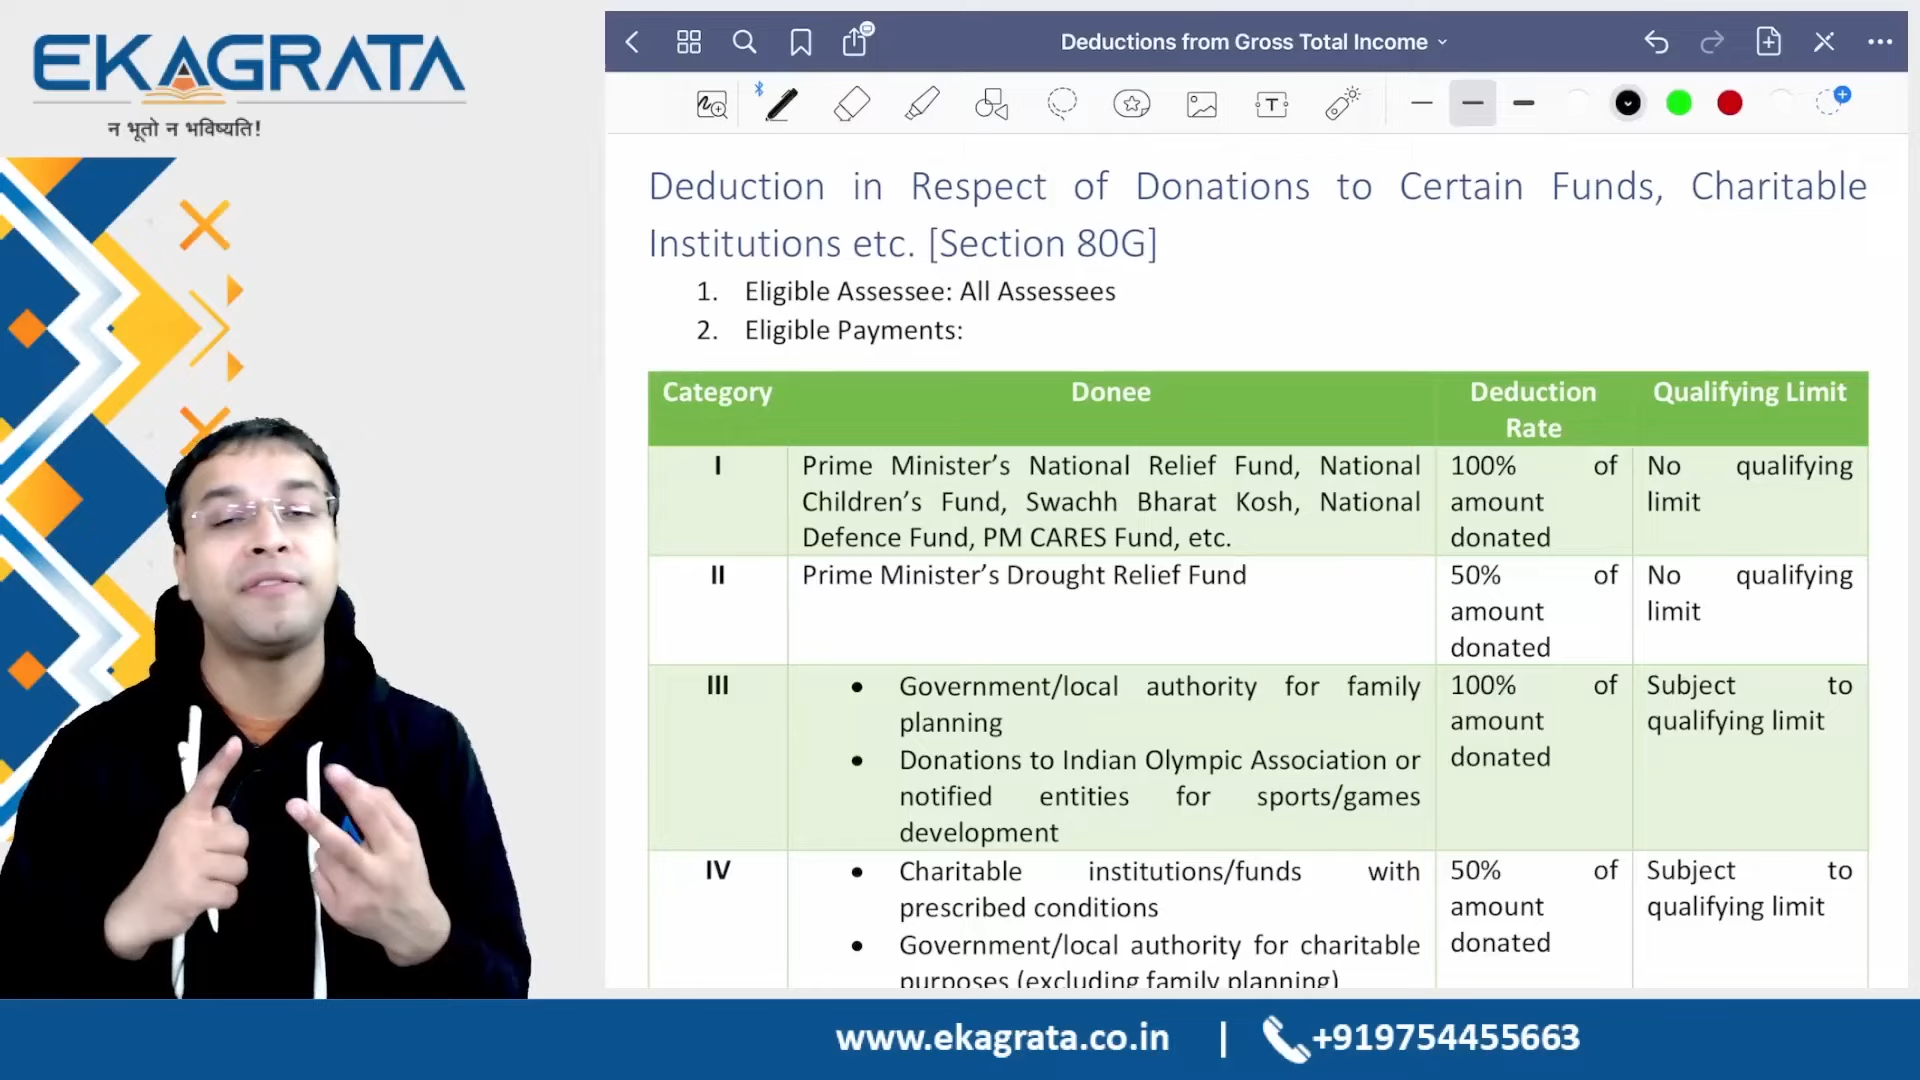 EKAGRATA
न भूतो न भविष्यति!
Deductions from Gross Total Income
T
Deduction in Respect of Donations to Certain Funds, Charitable
Institutions etc. [Section 80G]
1. Eligible Assessee: All Assessees
2. Eligible Payments:
Category Donee Deduction Rate Qualifying Limit
I Prime Minister’s National Relief Fund, National 100% of No qualifying
Children’s Fund, Swachh Bharat Kosh, National amount limit
Defence Fund, PM CARES Fund, etc. donated
II Prime Minister’s Drought Relief Fund 50% of No qualifying
amount limit
donated
III • Government/local authority for family 100% of Subject to
planning amount qualifying limit
• Donations to Indian Olympic Association or donated
notified entities for sports/games
development
IV • Charitable institutions/funds with 50% of Subject to
prescribed conditions amount qualifying limit
• Government/local authority for charitable donated
purposes (excluding family planning)
www.ekagrata.co.in | +919754455663